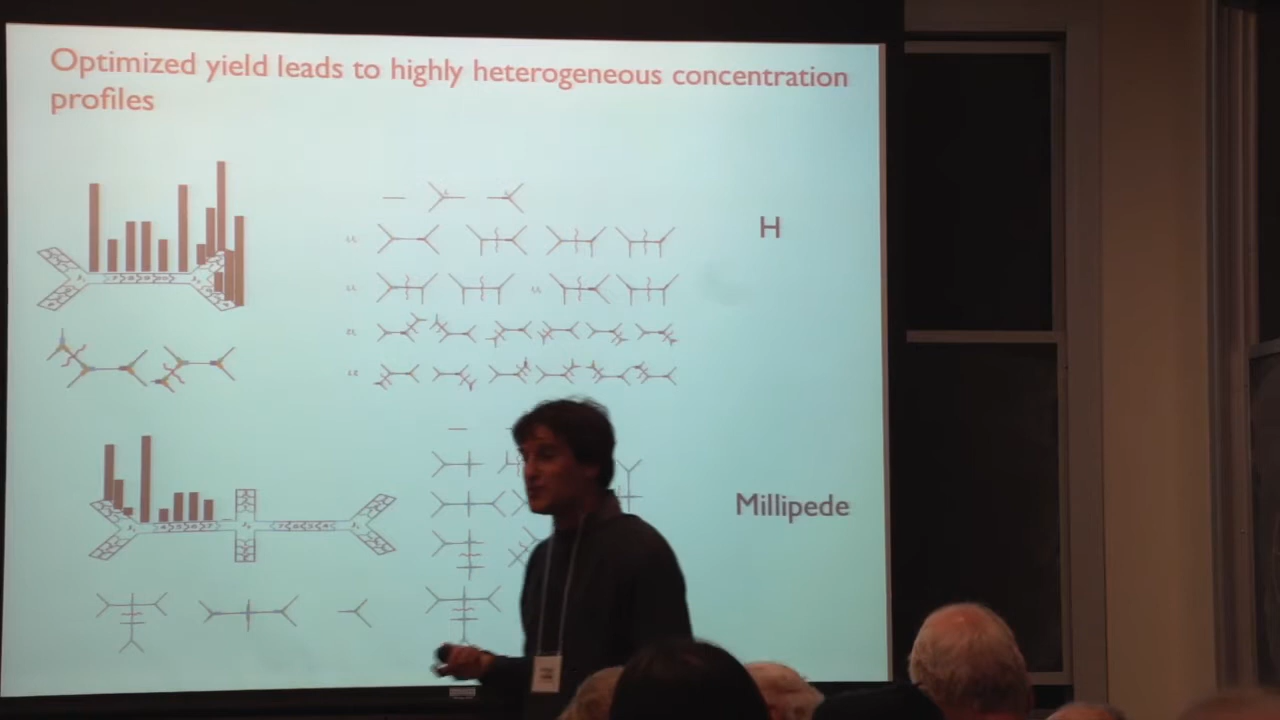 Optimized yield leads to highly heterogeneous concentration
profiles
H
Millipede